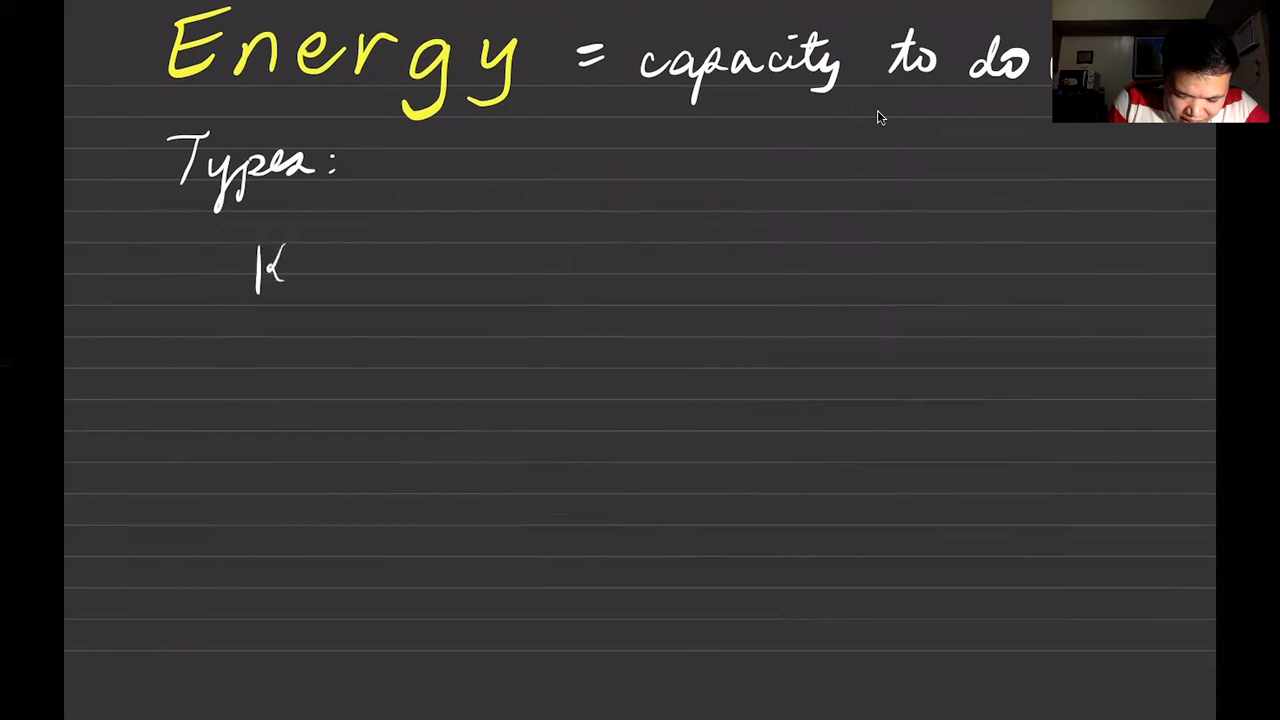 Energy = capacity to do
Types:
K